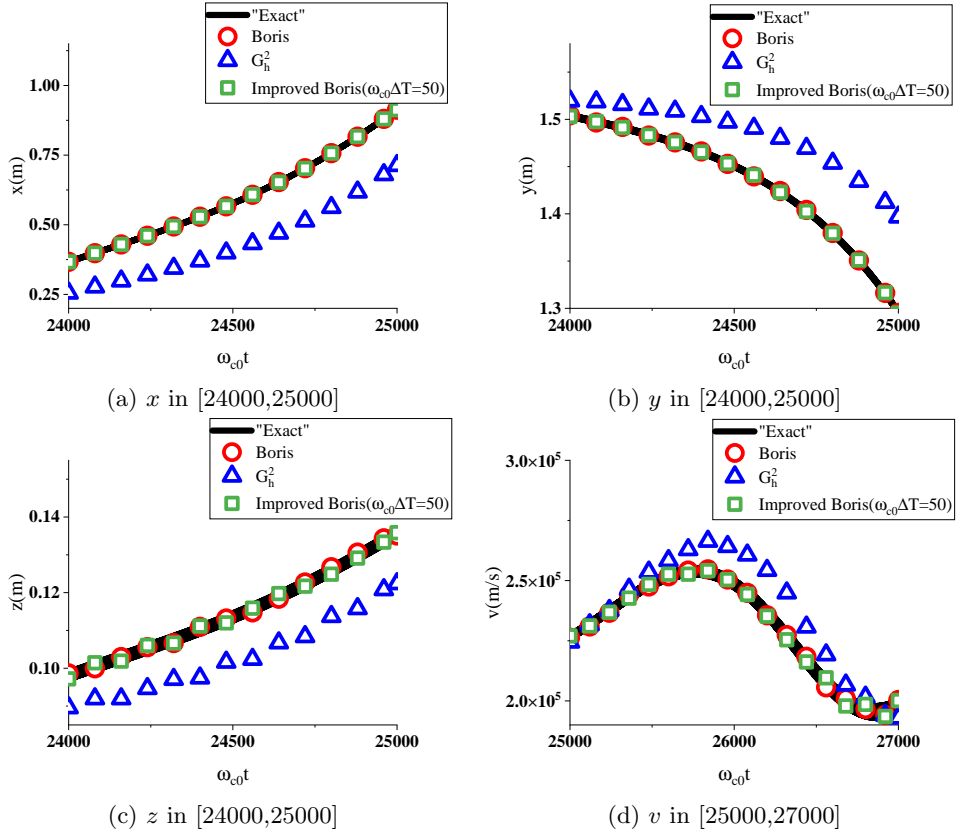 "Exact"
Boris
G_h^2
Improved Boris(ω_c0ΔT=50)
1.00
0.75
0.50
0.25
x(m)
24000 24500 25000
ω_c0t
(a) x in [24000,25000]
"Exact"
Boris
G_h^2
Improved Boris(ω_c0ΔT=50)
1.5
1.4
1.3
y(m)
24000 24500 25000
ω_c0t
(b) y in [24000,25000]
"Exact"
Boris
G_h^2
Improved Boris(ω_c0ΔT=50)
0.14
0.12
0.10
z(m)
24000 24500 25000
ω_c0t
(c) z in [24000,25000]
"Exact"
Boris
G_h^2
Improved Boris(ω_c0ΔT=50)
3.0×10^5
2.5×10^5
2.0×10^5
v(m/s)
25000 26000 27000
ω_c0t
(d) v in [25000,27000]